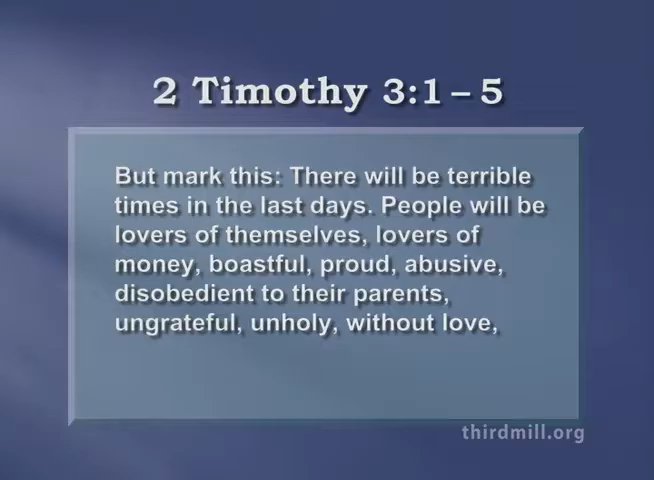 2 Timothy 3:1 – 5
But mark this: There will be terrible
times in the last days. People will be
lovers of themselves, lovers of
money, boastful, proud, abusive,
disobedient to their parents,
ungrateful, unholy, without love,
thirdmill.org